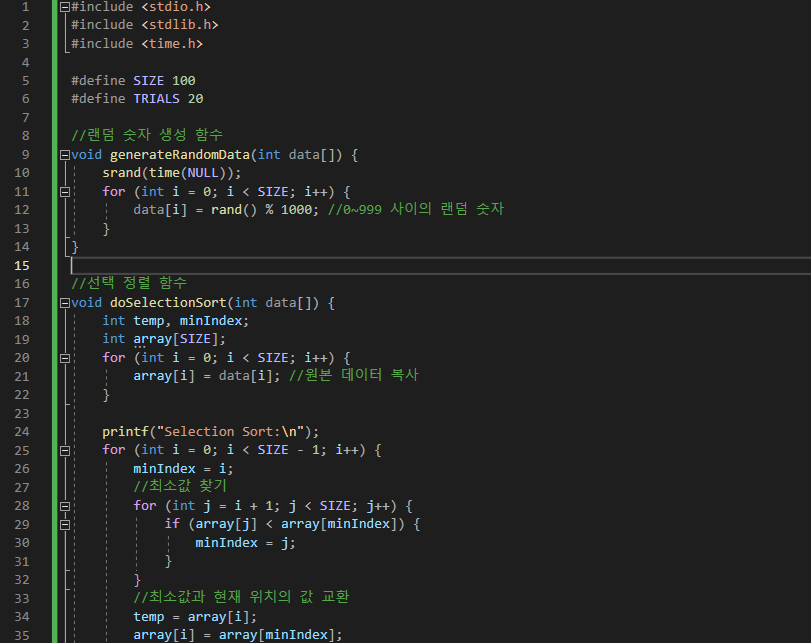 1 #include <stdio.h>
2 #include <stdlib.h>
3 #include <time.h>
4
5 #define SIZE 100
6 #define TRIALS 20
7
8 //랜덤 숫자 생성 함수
9 void generateRandomData(int data[]) {
10     srand(time(NULL));
11     for (int i = 0; i < SIZE; i++) {
12         data[i] = rand() % 1000; //0~999 사이의 랜덤 숫자
13     }
14 }
15
16 //선택 정렬 함수
17 void doSelectionSort(int data[]) {
18     int temp, minIndex;
19     int array[SIZE];
20     for (int i = 0; i < SIZE; i++) {
21         array[i] = data[i]; //원본 데이터 복사
22     }
23
24     printf("Selection Sort:\n");
25     for (int i = 0; i < SIZE - 1; i++) {
26         minIndex = i;
27         //최소값 찾기
28         for (int j = i + 1; j < SIZE; j++) {
29             if (array[j] < array[minIndex]) {
30                 minIndex = j;
31             }
32         }
33         //최소값과 현재 위치의 값 교환
34         temp = array[i];
35         array[i] = array[minIndex];